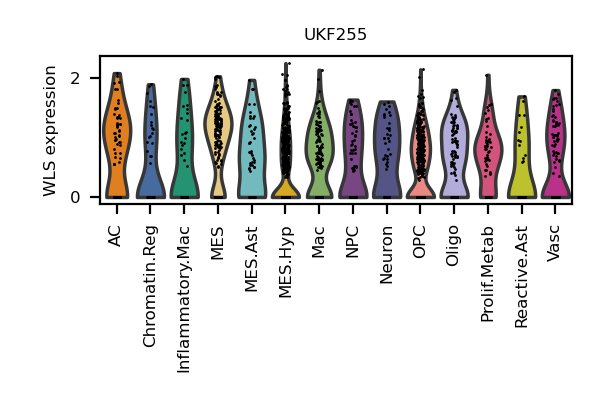 UKF255
WLS expression
2
0
AC
Chromatin.Reg
Inflammatory.Mac
MES
MES.Ast
MES.Hyp
Mac
NPC
Neuron
OPC
Oligo
Prolif.Metab
Reactive.Ast
Vasc